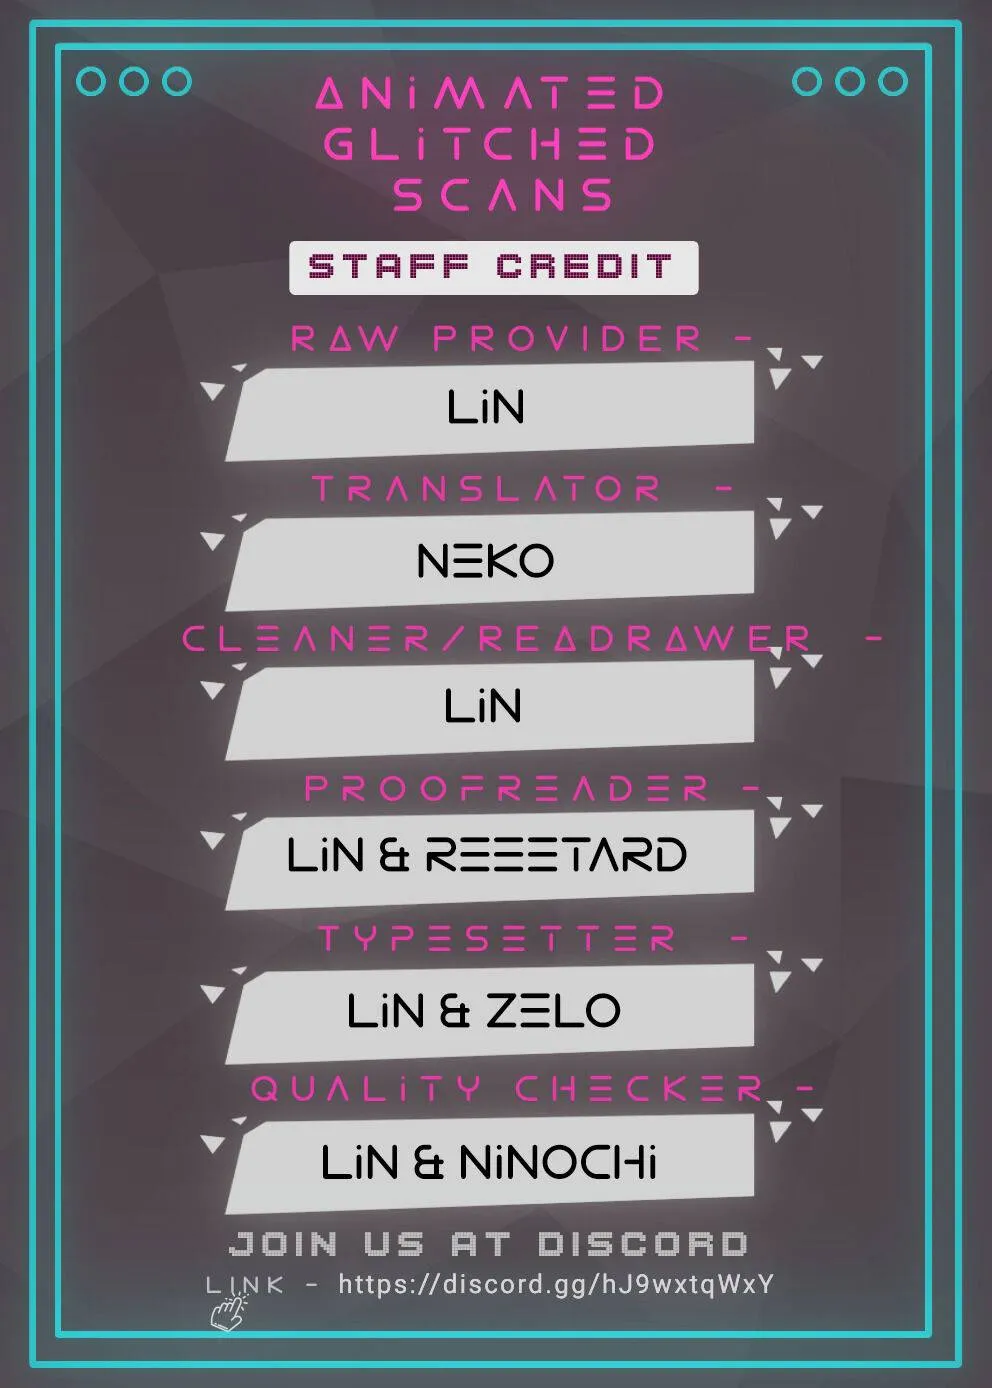 ANiMATED
GLiTCHED
SCANS
STAFF CREDIT
RAW PROVIDER -
LiN
TRANSLATOR -
NEKO
CLEANER/READRAWER -
LiN
PROOFREADER -
LiN & REEETARD
TYPESETTER -
LiN & ZELO
QUALiTY CHECKER -
LiN & NiNOCHi
JOIN US AT DISCORD
LINK - https://discord.gg/hJ9wxtqWxY